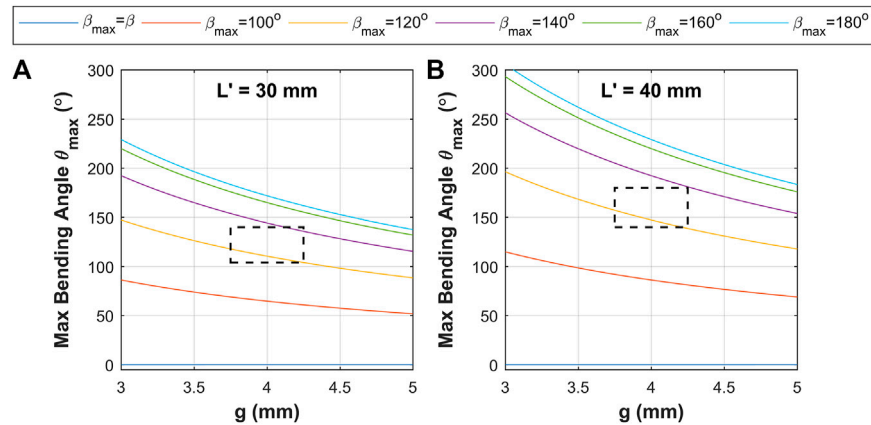 β_max=β β_max=100° β_max=120° β_max=140° β_max=160° β_max=180°
A
L' = 30 mm
Max Bending Angle θ_max (°)
300
250
200
150
100
50
0
3 3.5 4 4.5 5
g (mm)
B
L' = 40 mm
Max Bending Angle θ_max (°)
300
250
200
150
100
50
0
3 3.5 4 4.5 5
g (mm)